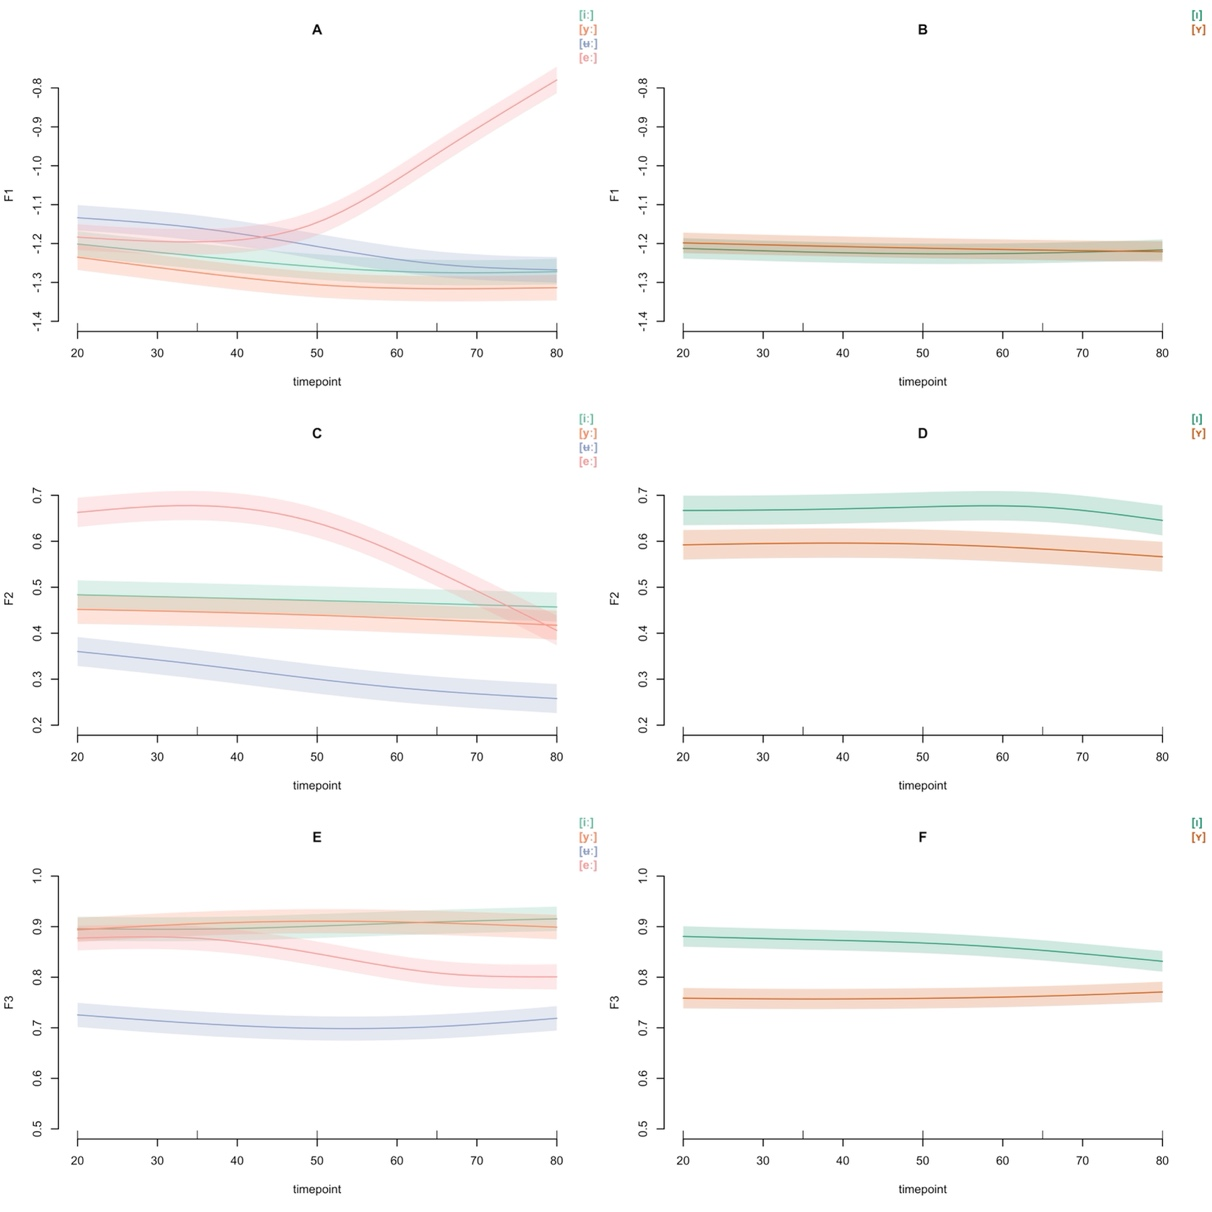 A
[iː]
[yː]
[ʉː]
[eː]
F1
-0.8
-0.9
-1.0
-1.1
-1.2
-1.3
-1.4
20 30 40 50 60 70 80
timepoint
B
[ɪ]
[ʏ]
F1
-0.8
-0.9
-1.0
-1.1
-1.2
-1.3
-1.4
20 30 40 50 60 70 80
timepoint
C
[iː]
[yː]
[ʉː]
[eː]
F2
0.7
0.6
0.5
0.4
0.3
0.2
20 30 40 50 60 70 80
timepoint
D
[ɪ]
[ʏ]
F2
0.7
0.6
0.5
0.4
0.3
0.2
20 30 40 50 60 70 80
timepoint
E
[iː]
[yː]
[ʉː]
[eː]
F3
1.0
0.9
0.8
0.7
0.6
0.5
20 30 40 50 60 70 80
timepoint
F
[ɪ]
[ʏ]
F3
1.0
0.9
0.8
0.7
0.6
0.5
20 30 40 50 60 70 80
timepoint